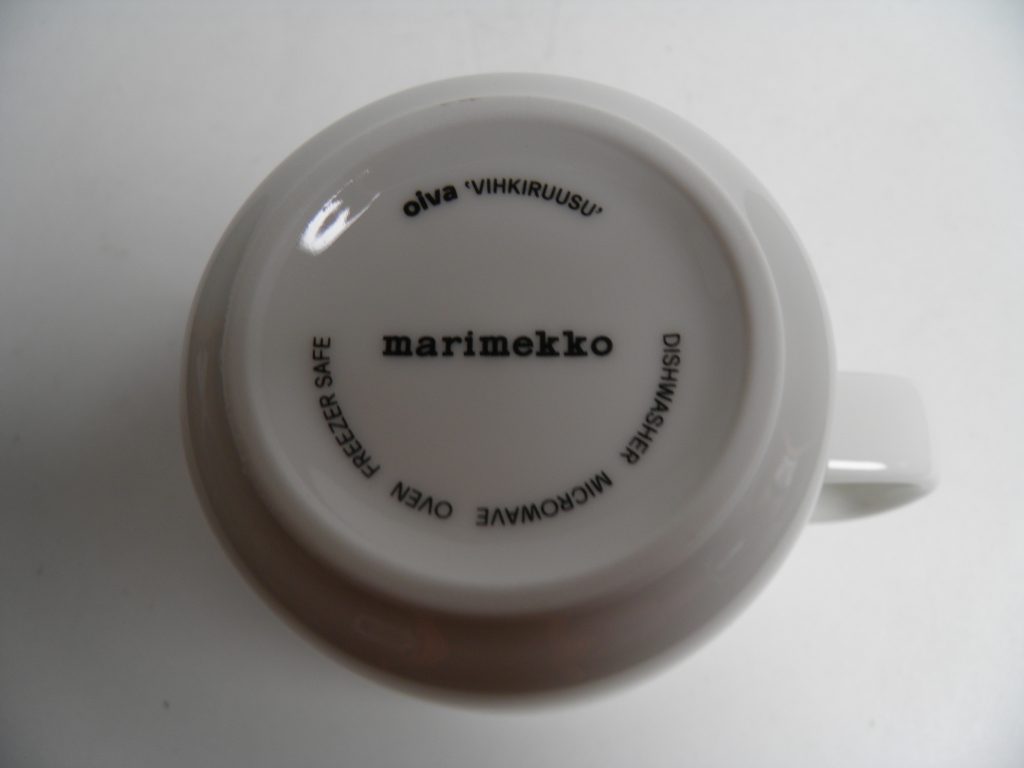 oiva 'VIHKIRUUSU'
marimekko
DISHWASHER MICROWAVE OVEN FREEZER SAFE